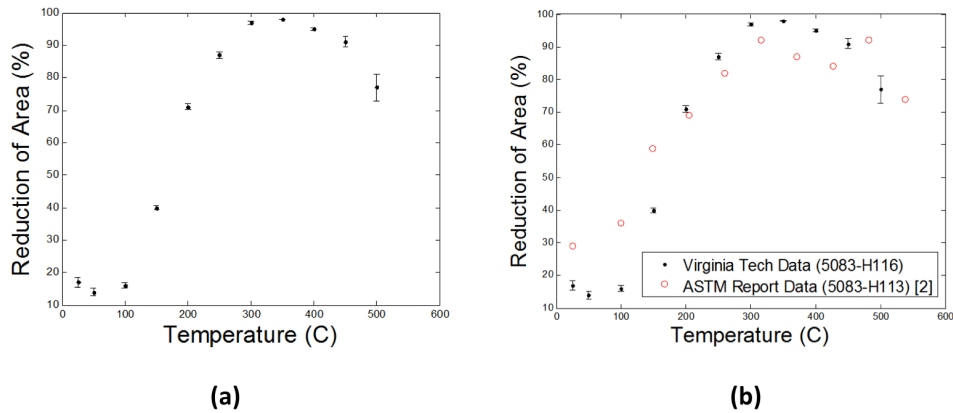 100
90
80
70
60
50
40
30
20
10
0 100 200 300 400 500 600
Reduction of Area (%)
Temperature (C)
(a)
100
90
80
70
60
50
40
30
20
10
0 100 200 300 400 500 600
Reduction of Area (%)
Temperature (C)
Virginia Tech Data (5083-H116)
ASTM Report Data (5083-H113) [2]
(b)